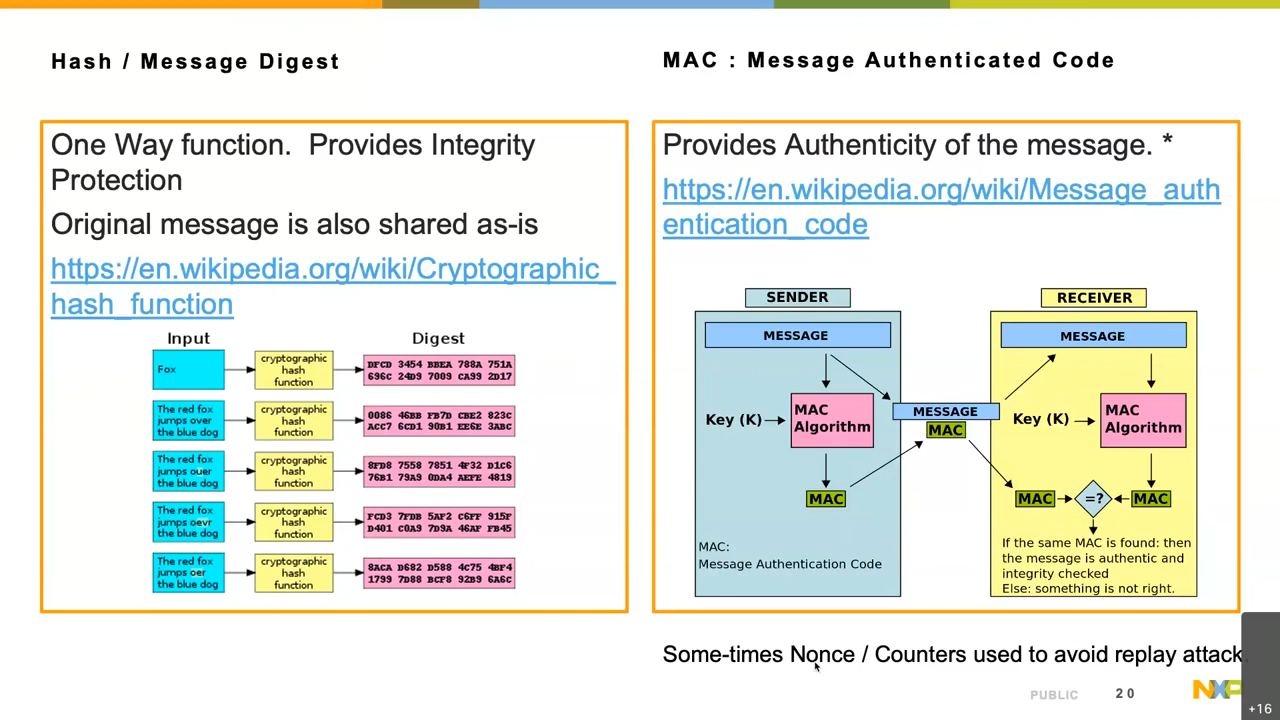 Hash / Message Digest
MAC : Message Authenticated Code
One Way function. Provides Integrity
Protection
Original message is also shared as-is
https://en.wikipedia.org/wiki/Cryptographic_
hash_function
Input
Digest
Fox
cryptographic
hash
function
DFCD 3454 BBEA 788A 751A
696C 24D9 7009 CA99 2D17
The red fox
jumps over
the blue dog
cryptographic
hash
function
0086 46BB FB7D CBE2 823C
ACC7 6CD1 90B1 EE6E 3ABC
The red fox
jumps ouer
the blue dog
cryptographic
hash
function
8FD8 7558 7851 4F32 D1C6
76B1 79A9 0DA4 AEFE 4819
The red fox
jumps oevr
the blue dog
cryptographic
hash
function
FCD3 7FDB 5AF2 C6FF 915F
D401 C0A9 7D9A 46AF FB45
The red fox
jumps oer
the blue dog
cryptographic
hash
function
8ACA D682 D588 4C75 4BF4
1799 7D88 BCF8 92B9 6A6C
Provides Authenticity of the message. *
https://en.wikipedia.org/wiki/Message_auth
entication_code
SENDER
MESSAGE
Key (K)
MAC
Algorithm
MAC
MAC:
Message Authentication Code
MESSAGE
MAC
RECEIVER
MESSAGE
Key (K)
MAC
Algorithm
MAC
=?
MAC
If the same MAC is found: then
the message is authentic and
integrity checked
Else: something is not right.
Some-times Nonce / Counters used to avoid replay attack.
PUBLIC
20
NXP
+16